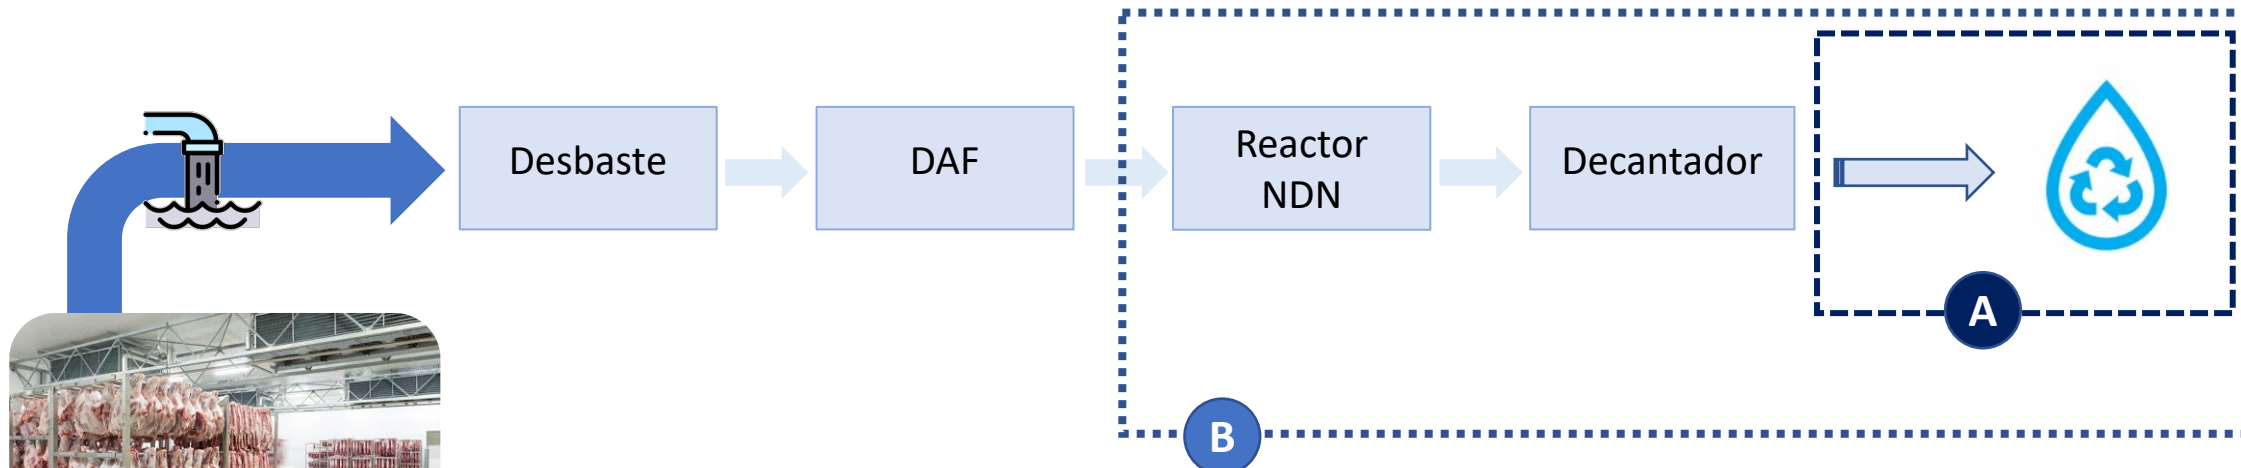 Desbaste
DAF
Reactor
NDN
Decantador
A
B